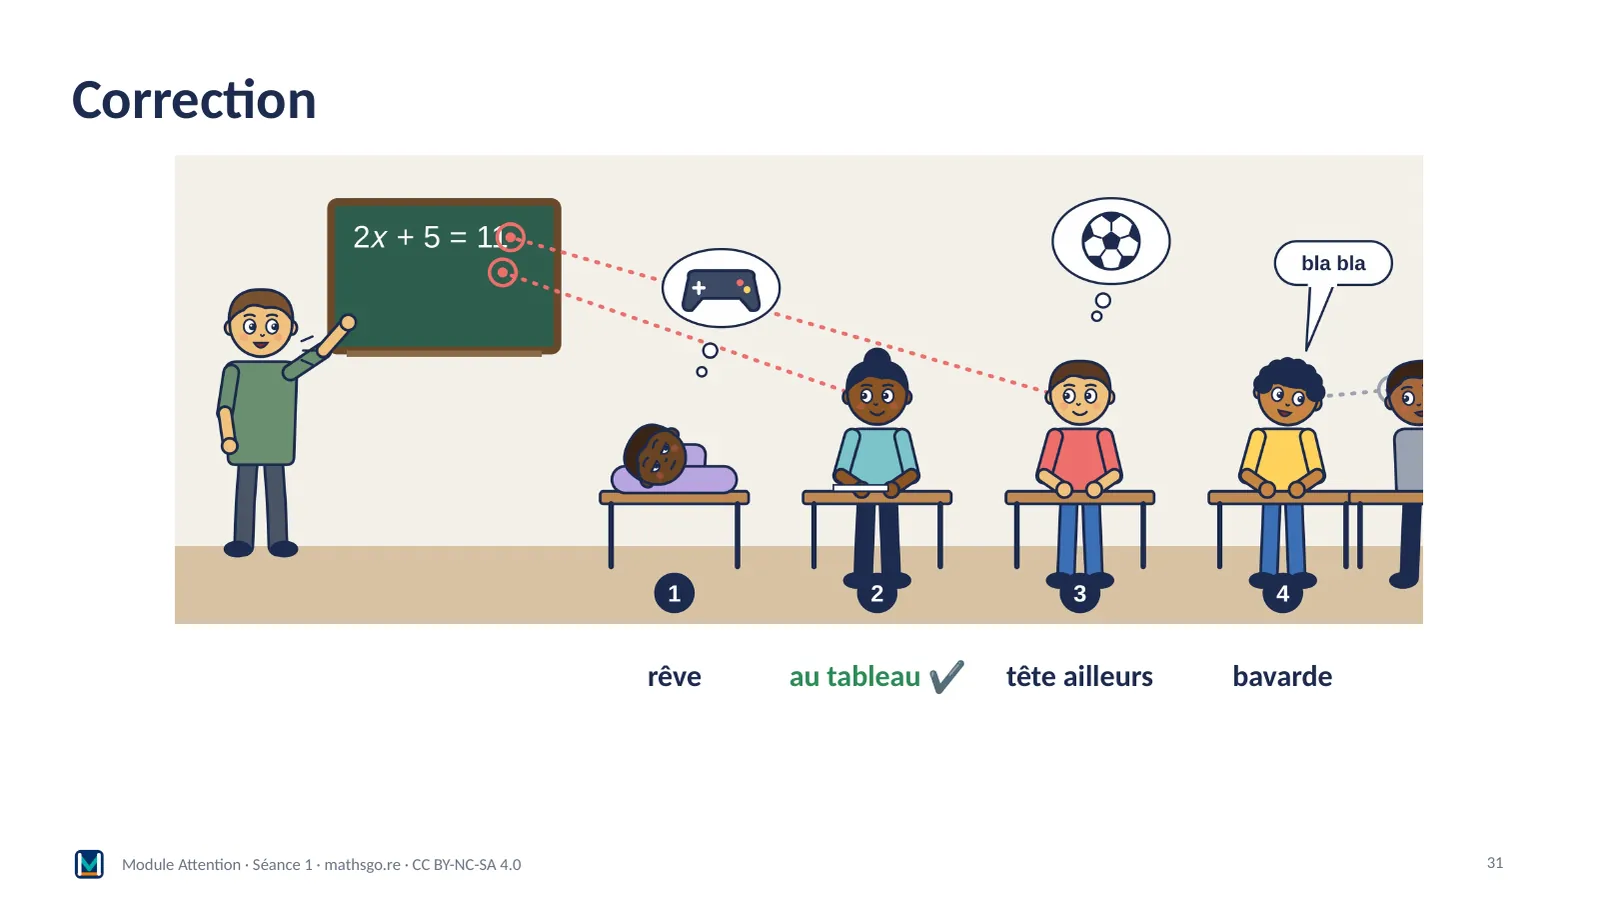 Correction
2x + 5 = 11
bla bla
1
2
3
4
rêve
au tableau ✔
tête ailleurs
bavarde
Module Attention · Séance 1 · mathsgo.re · CC BY-NC-SA 4.0
31